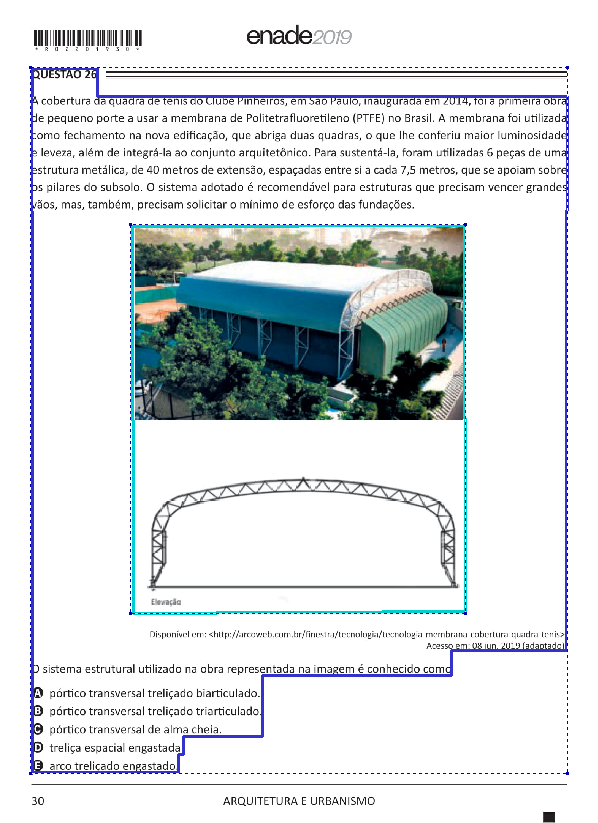 *R0220193​0*
enade2019
QUESTÃO 26
A cobertura da quadra de tênis do Clube Pinheiros, em São Paulo, inaugurada em 2014, foi a primeira obra
de pequeno porte a usar a membrana de Politetrafluoretileno (PTFE) no Brasil. A membrana foi utilizada
como fechamento na nova edificação, que abriga duas quadras, o que lhe conferiu maior luminosidade
e leveza, além de integrá-la ao conjunto arquitetônico. Para sustentá-la, foram utilizadas 6 peças de uma
estrutura metálica, de 40 metros de extensão, espaçadas entre si a cada 7,5 metros, que se apoiam sobre
os pilares do subsolo. O sistema adotado é recomendável para estruturas que precisam vencer grandes
vãos, mas, também, precisam solicitar o mínimo de esforço das fundações.
Elevação
Disponível em: <http://arcoweb.com.br/finestra/tecnologia/tecnologia-membrana-cobertura-quadra-tenis>.
Acesso em: 08 jun. 2019 (adaptado).
O sistema estrutural utilizado na obra representada na imagem é conhecido como
A pórtico transversal treliçado biarticulado.
B pórtico transversal treliçado triarticulado.
C pórtico transversal de alma cheia.
D treliça espacial engastada.
E arco treliçado engastado.
30
ARQUITETURA E URBANISMO